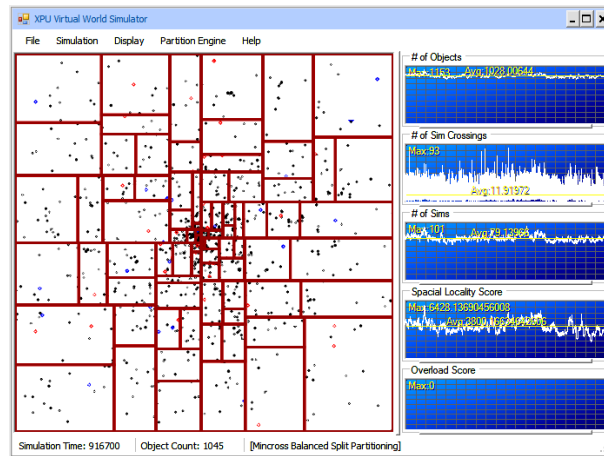 XPU Virtual World Simulator
File Simulation Display Partition Engine Help
# of Objects
Max:1163 Avg:1028.00644
# of Sim Crossings
Max:93
Avg:11.91972
# of Sims
Max:101
Spacial Locality Score
Max:6428.13690456008
Overload Score
Max:0
Simulation Time: 916700 Object Count: 1045 [Mincross Balanced Split Partitioning]